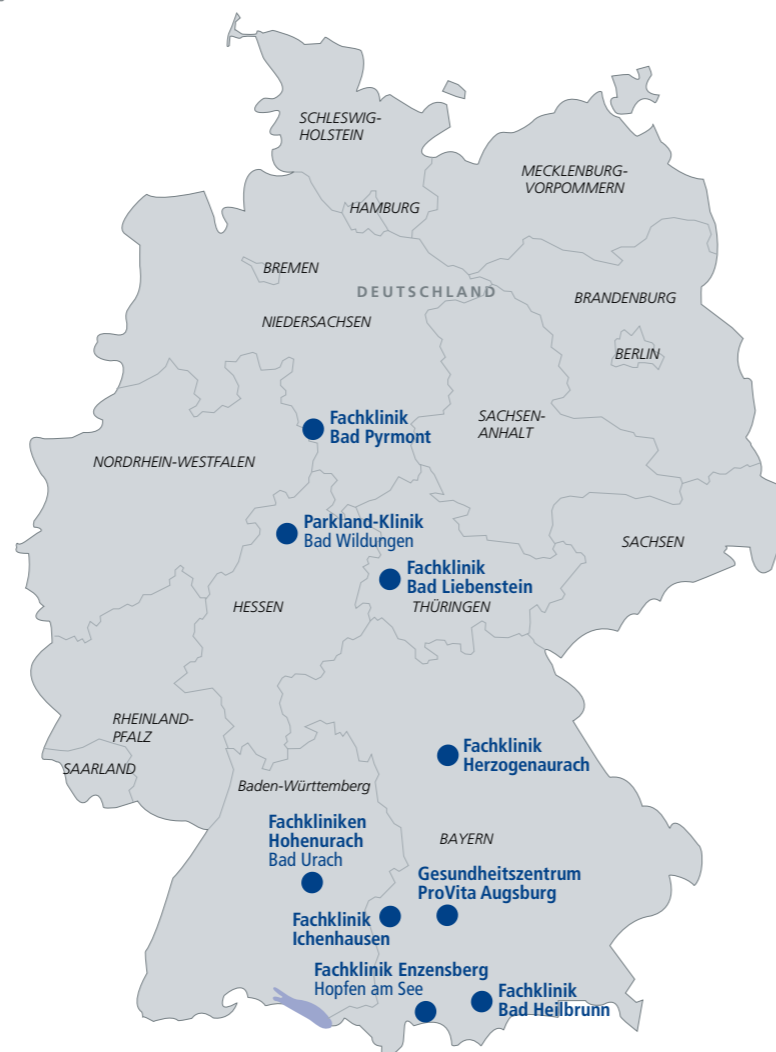 SCHLESWIG-
HOLSTEIN
MECKLENBURG-
VORPOMMERN
HAMBURG
BREMEN
DEUTSCHLAND
BRANDENBURG
NIEDERSACHSEN
BERLIN
Fachklinik
Bad Pyrmont
SACHSEN-
ANHALT
NORDRHEIN-WESTFALEN
Parkland-Klinik
Bad Wildungen
SACHSEN
Fachklinik
Bad Liebenstein
HESSEN
THÜRINGEN
RHEINLAND-
PFALZ
SAARLAND
Fachklinik
Herzogenaurach
Baden-Württemberg
Fachkliniken
Hohenurach
Bad Urach
BAYERN
Gesundheitszentrum
ProVita Augsburg
Fachklinik
Ichenhausen
Fachklinik Enzensberg
Hopfen am See
Fachklinik
Bad Heilbrunn